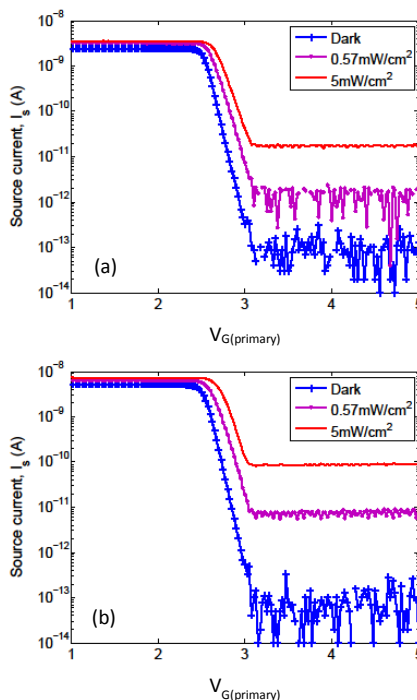 10⁻⁸
10⁻⁹
10⁻¹⁰
10⁻¹¹
10⁻¹²
10⁻¹³
10⁻¹⁴
Source current, I_s (A)
Dark
0.57mW/cm²
5mW/cm²
(a)
1 2 3 4 5
V_G(primary)
10⁻⁸
10⁻⁹
10⁻¹⁰
10⁻¹¹
10⁻¹²
10⁻¹³
10⁻¹⁴
Source current, I_s (A)
Dark
0.57mW/cm²
5mW/cm²
(b)
1 2 3 4 5
V_G(primary)